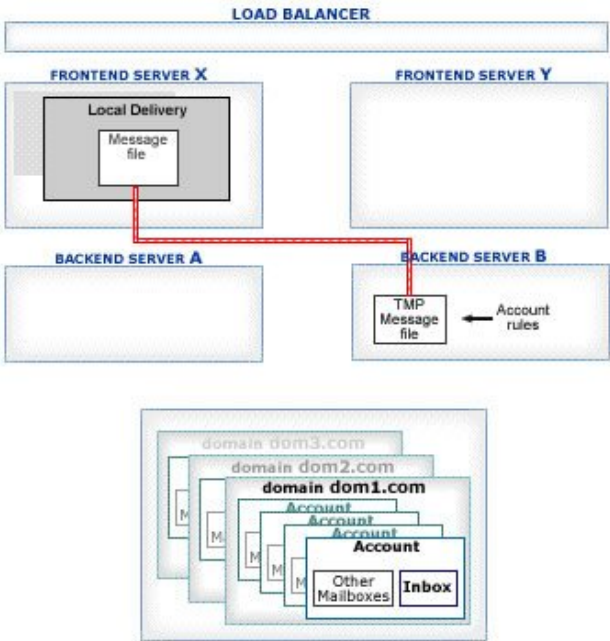 LOAD BALANCER
FRONTEND SERVER X
FRONTEND SERVER Y
Local Delivery
Message
file
BACKEND SERVER A
BACKEND SERVER B
TMP
Message
file
Account
rules
domain dom3.com
domain dom2.com
domain dom1.com
Account
Account
Account
Account
M
M
M
M
M
Other
Mailboxes
Inbox